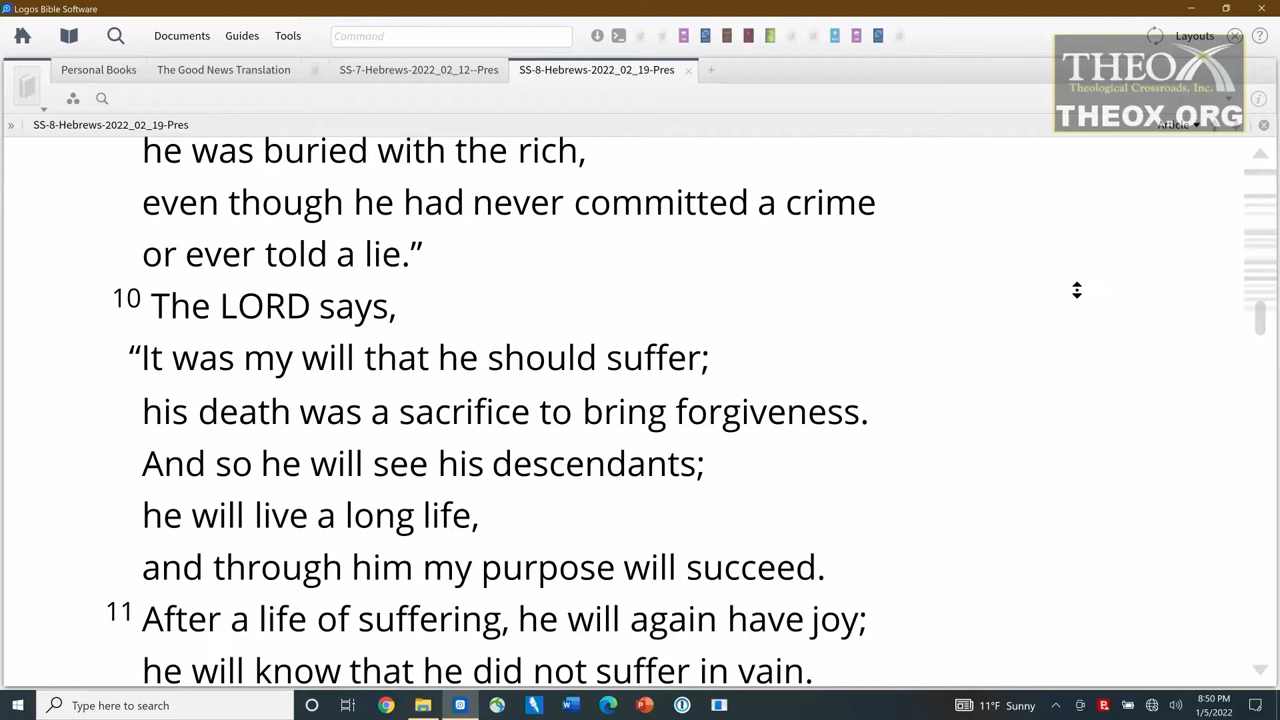 Logos Bible Software
Documents Guides Tools Command Layouts
Personal Books The Good News Translation SS-7-Hebrews-2022_02_12--Pres SS-8-Hebrews-2022_02_19-Pres
THEOX
Theological Crossroads, Inc.
THEOX.ORG
» SS-8-Hebrews-2022_02_19-Pres Article
he was buried with the rich,
even though he had never committed a crime
or ever told a lie.”
10 The LORD says,
“It was my will that he should suffer;
his death was a sacrifice to bring forgiveness.
And so he will see his descendants;
he will live a long life,
and through him my purpose will succeed.
11 After a life of suffering, he will again have joy;
he will know that he did not suffer in vain.
Type here to search
11°F Sunny
8:50 PM
1/5/2022